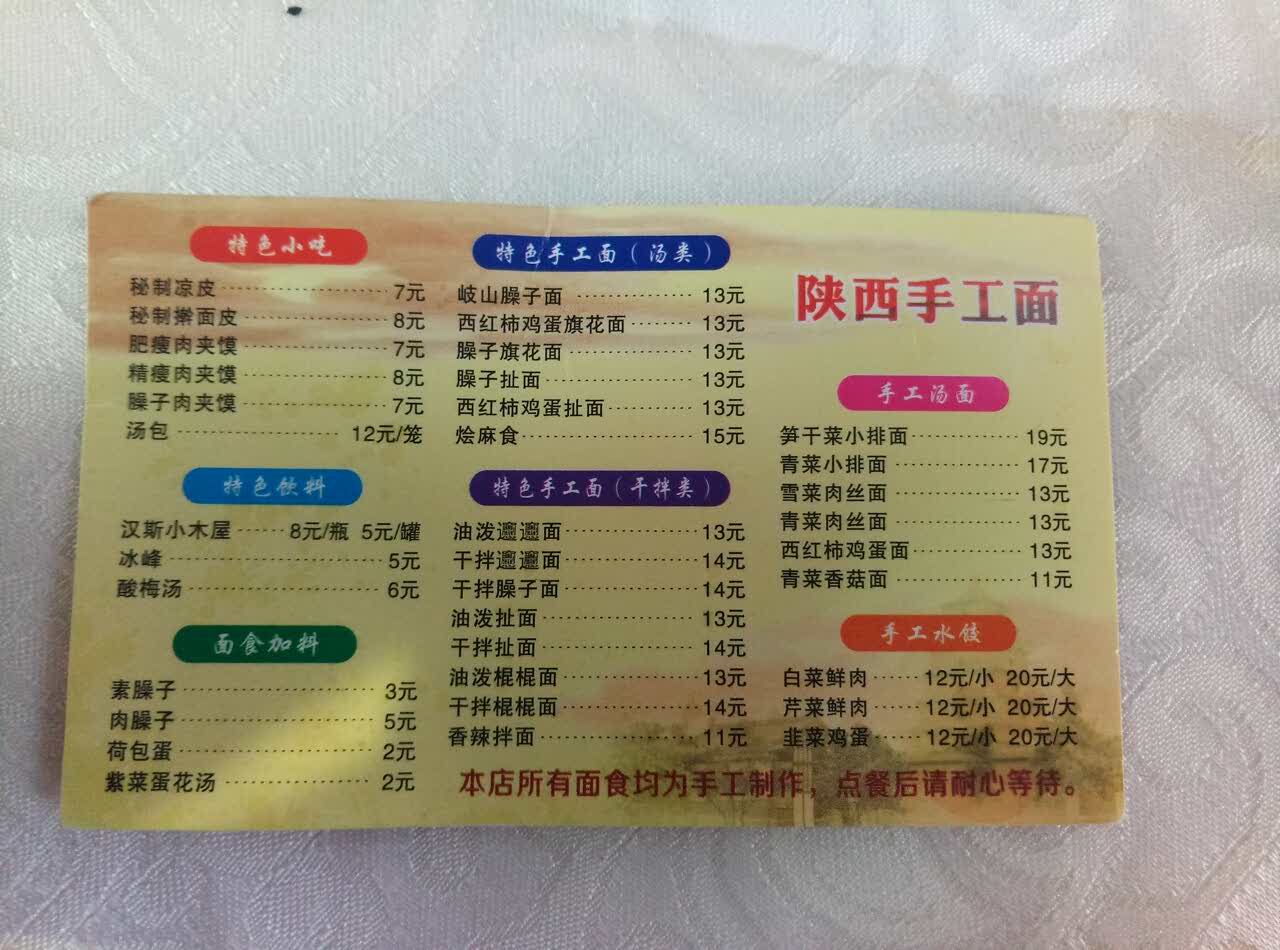 特色小吃
秘制凉皮 7元
秘制擀面皮 8元
肥瘦肉夹馍 7元
精瘦肉夹馍 8元
臊子肉夹馍 7元
汤包 12元/笼
特色饮料
汉斯小木屋 8元/瓶 5元/罐
冰峰 5元
酸梅汤 6元
面食加料
素臊子 3元
肉臊子 5元
荷包蛋 2元
紫菜蛋花汤 2元
特色手工面(汤类)
岐山臊子面 13元
西红柿鸡蛋旗花面 13元
臊子旗花面 13元
臊子扯面 13元
西红柿鸡蛋扯面 13元
烩麻食 15元
特色手工面(干拌类)
油泼邋邋面 13元
干拌邋邋面 14元
干拌臊子面 14元
油泼扯面 13元
干拌扯面 14元
油泼棍棍面 13元
干拌棍棍面 14元
香辣拌面 11元
陕西手工面
手工汤面
笋干菜小排面 19元
青菜小排面 17元
雪菜肉丝面 13元
青菜肉丝面 13元
西红柿鸡蛋面 13元
青菜香菇面 11元
手工水饺
白菜鲜肉 12元/小 20元/大
芹菜鲜肉 12元/小 20元/大
韭菜鸡蛋 12元/小 20元/大
本店所有面食均为手工制作，点餐后请耐心等待。